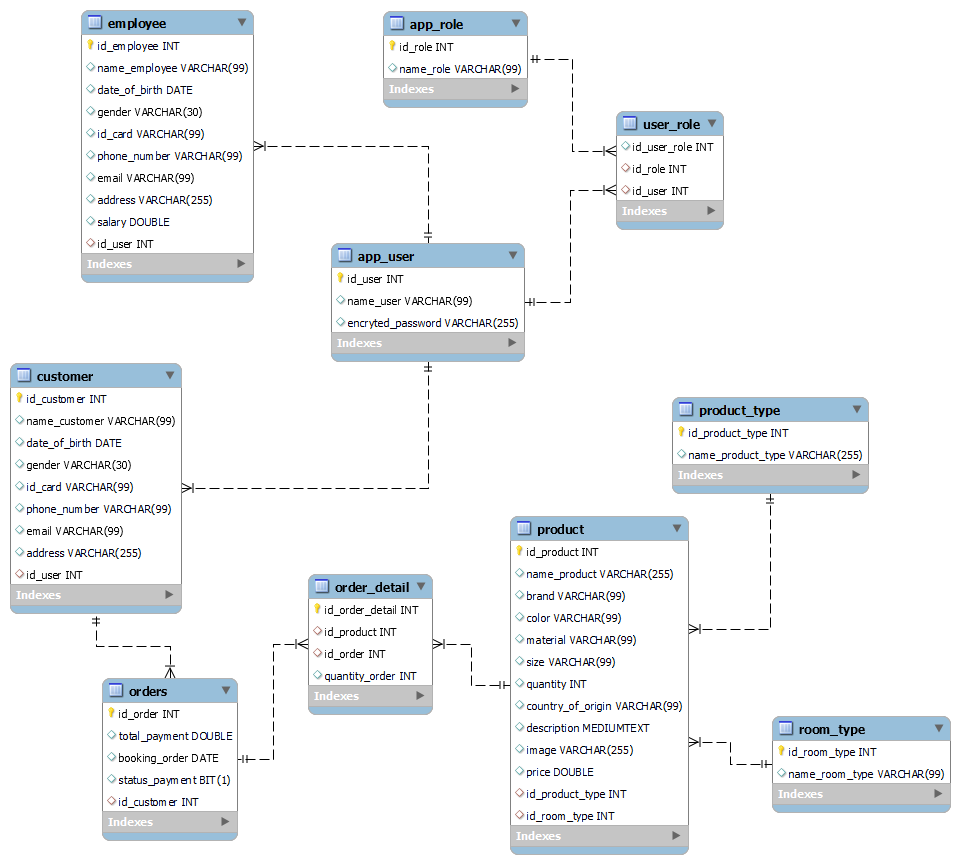 employee
id_employee INT
name_employee VARCHAR(99)
date_of_birth DATE
gender VARCHAR(30)
id_card VARCHAR(99)
phone_number VARCHAR(99)
email VARCHAR(99)
address VARCHAR(255)
salary DOUBLE
id_user INT
Indexes
app_role
id_role INT
name_role VARCHAR(99)
Indexes
user_role
id_user_role INT
id_role INT
id_user INT
Indexes
app_user
id_user INT
name_user VARCHAR(99)
encryted_password VARCHAR(255)
Indexes
customer
id_customer INT
name_customer VARCHAR(99)
date_of_birth DATE
gender VARCHAR(30)
id_card VARCHAR(99)
phone_number VARCHAR(99)
email VARCHAR(99)
address VARCHAR(255)
id_user INT
Indexes
product_type
id_product_type INT
name_product_type VARCHAR(255)
Indexes
product
id_product INT
name_product VARCHAR(255)
brand VARCHAR(99)
color VARCHAR(99)
material VARCHAR(99)
size VARCHAR(99)
quantity INT
country_of_origin VARCHAR(99)
description MEDIUMTEXT
image VARCHAR(255)
price DOUBLE
id_product_type INT
id_room_type INT
Indexes
order_detail
id_order_detail INT
id_product INT
id_order INT
quantity_order INT
Indexes
orders
id_order INT
total_payment DOUBLE
booking_order DATE
status_payment BIT(1)
id_customer INT
Indexes
room_type
id_room_type INT
name_room_type VARCHAR(99)
Indexes